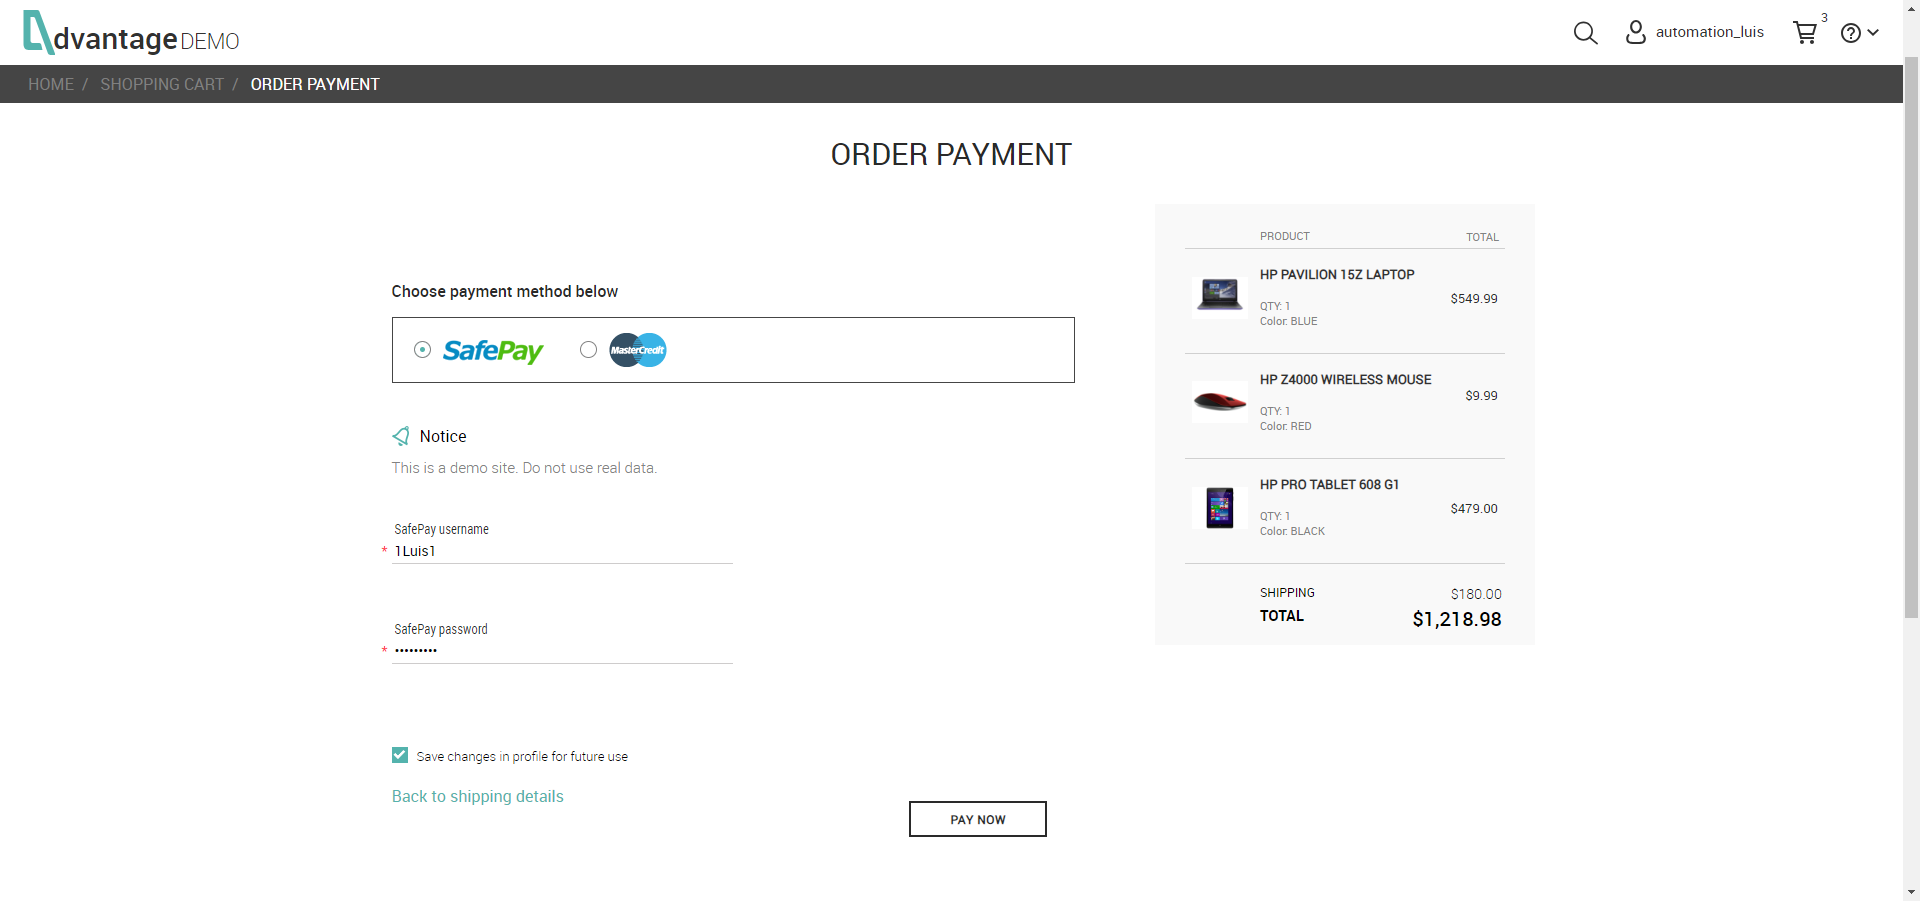 dvantage DEMO
automation_luis
3
HOME / SHOPPING CART / ORDER PAYMENT
ORDER PAYMENT
Choose payment method below
SafePay
MasterCredit
Notice
This is a demo site. Do not use real data.
SafePay username
* 1Luis1
SafePay password
* •••••••••
Save changes in profile for future use
Back to shipping details
PAY NOW
PRODUCT TOTAL
HP PAVILION 15Z LAPTOP
$549.99
QTY: 1
Color: BLUE
HP Z4000 WIRELESS MOUSE
$9.99
QTY: 1
Color: RED
HP PRO TABLET 608 G1
$479.00
QTY: 1
Color: BLACK
SHIPPING $180.00
TOTAL $1,218.98